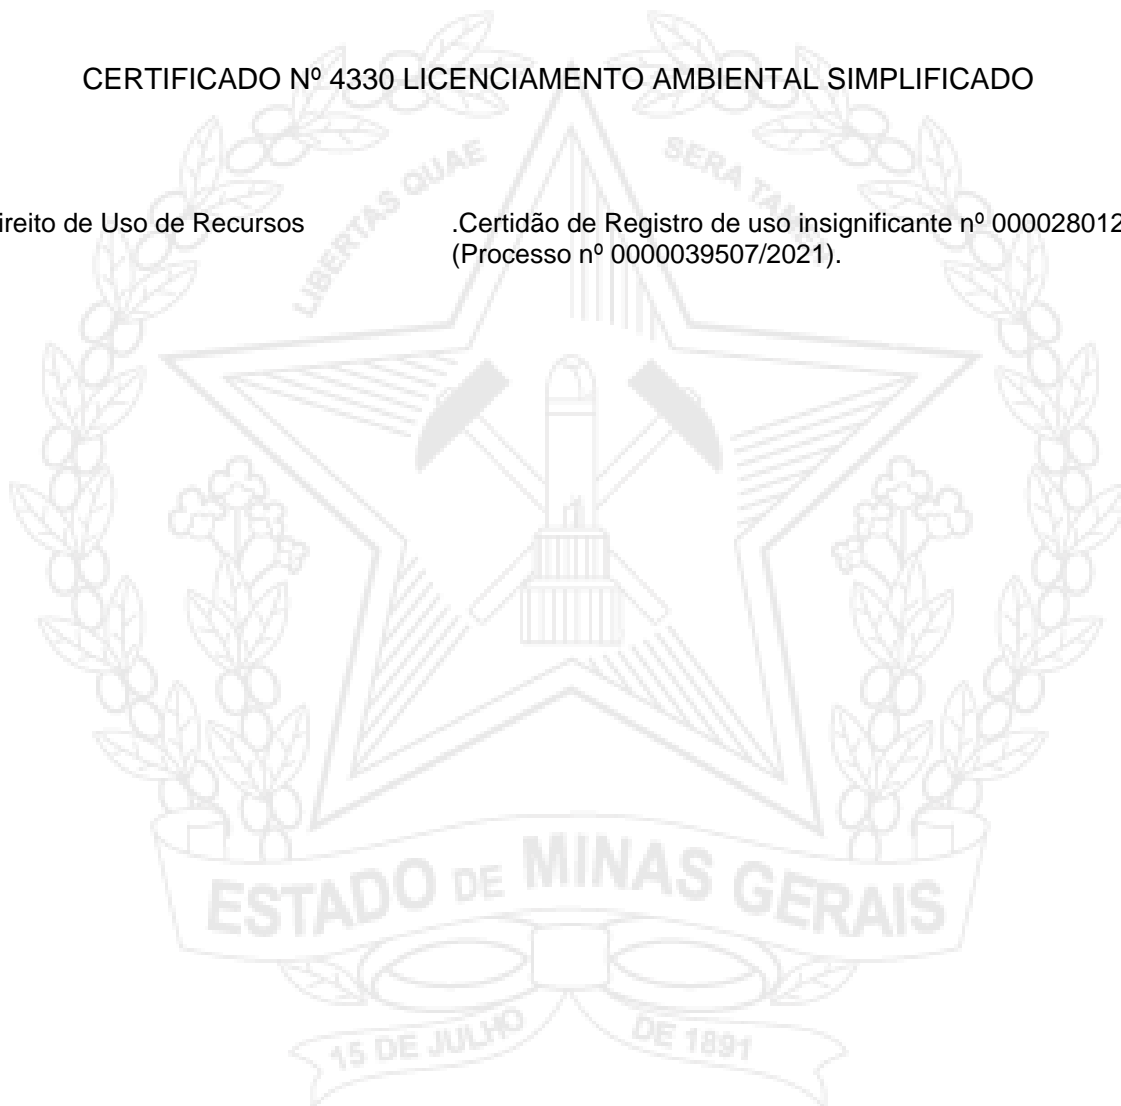 CERTIFICADO Nº 4330 LICENCIAMENTO AMBIENTAL SIMPLIFICADO
LIBERTAS QUAE SERA TAMEN
ireito de Uso de Recursos
.Certidão de Registro de uso insignificante nº 000028012
(Processo nº 0000039507/2021).
ESTADO DE MINAS GERAIS
15 DE JULHO DE 1891